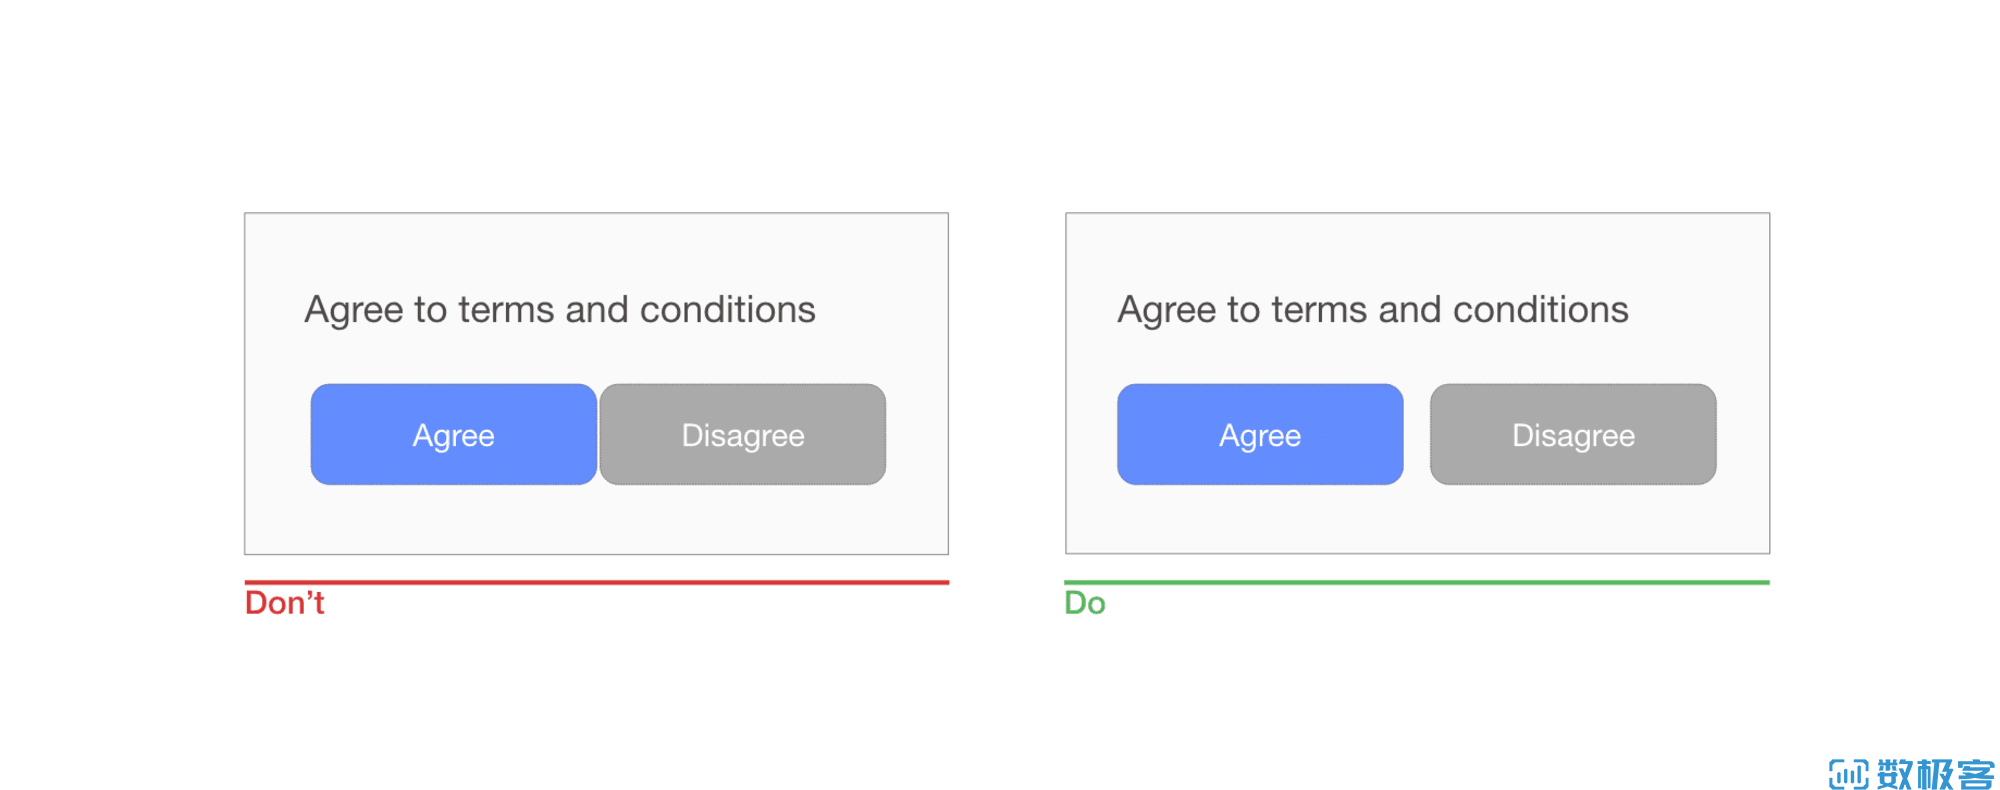 Agree to terms and conditions
Agree
Disagree
Don’t
Agree to terms and conditions
Agree
Disagree
Do
数极客